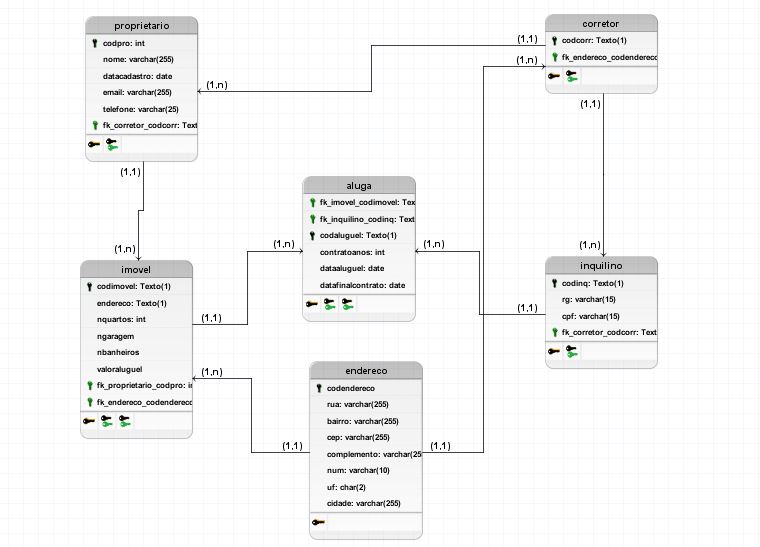 proprietario
codpro: int
nome: varchar(255)
datacadastro: date
email: varchar(255)
telefone: varchar(25)
fk_corretor_codcorr: Text
(1,n)
(1,1)
(1,1)
(1,n)
corretor
codcorr: Texto(1)
fk_endereco_codendereco
(1,1)
aluga
fk_imovel_codimovel: Tex
fk_inquilino_codinq: Text
codaluguel: Texto(1)
contratoanos: int
dataaluguel: date
datafinalcontrato: date
(1,n)
(1,n)
(1,n)
imovel
codimovel: Texto(1)
endereco: Texto(1)
nquartos: int
ngaragem
nbanheiros
valoraluguel
fk_proprietario_codpro: in
fk_endereco_codendereco
(1,1)
(1,n)
(1,n)
inquilino
codinq: Texto(1)
rg: varchar(15)
cpf: varchar(15)
fk_corretor_codcorr: Text
(1,1)
endereco
codendereco
rua: varchar(255)
bairro: varchar(255)
cep: varchar(255)
complemento: varchar(25
num: varchar(10)
uf: char(2)
cidade: varchar(255)
(1,1)
(1,1)